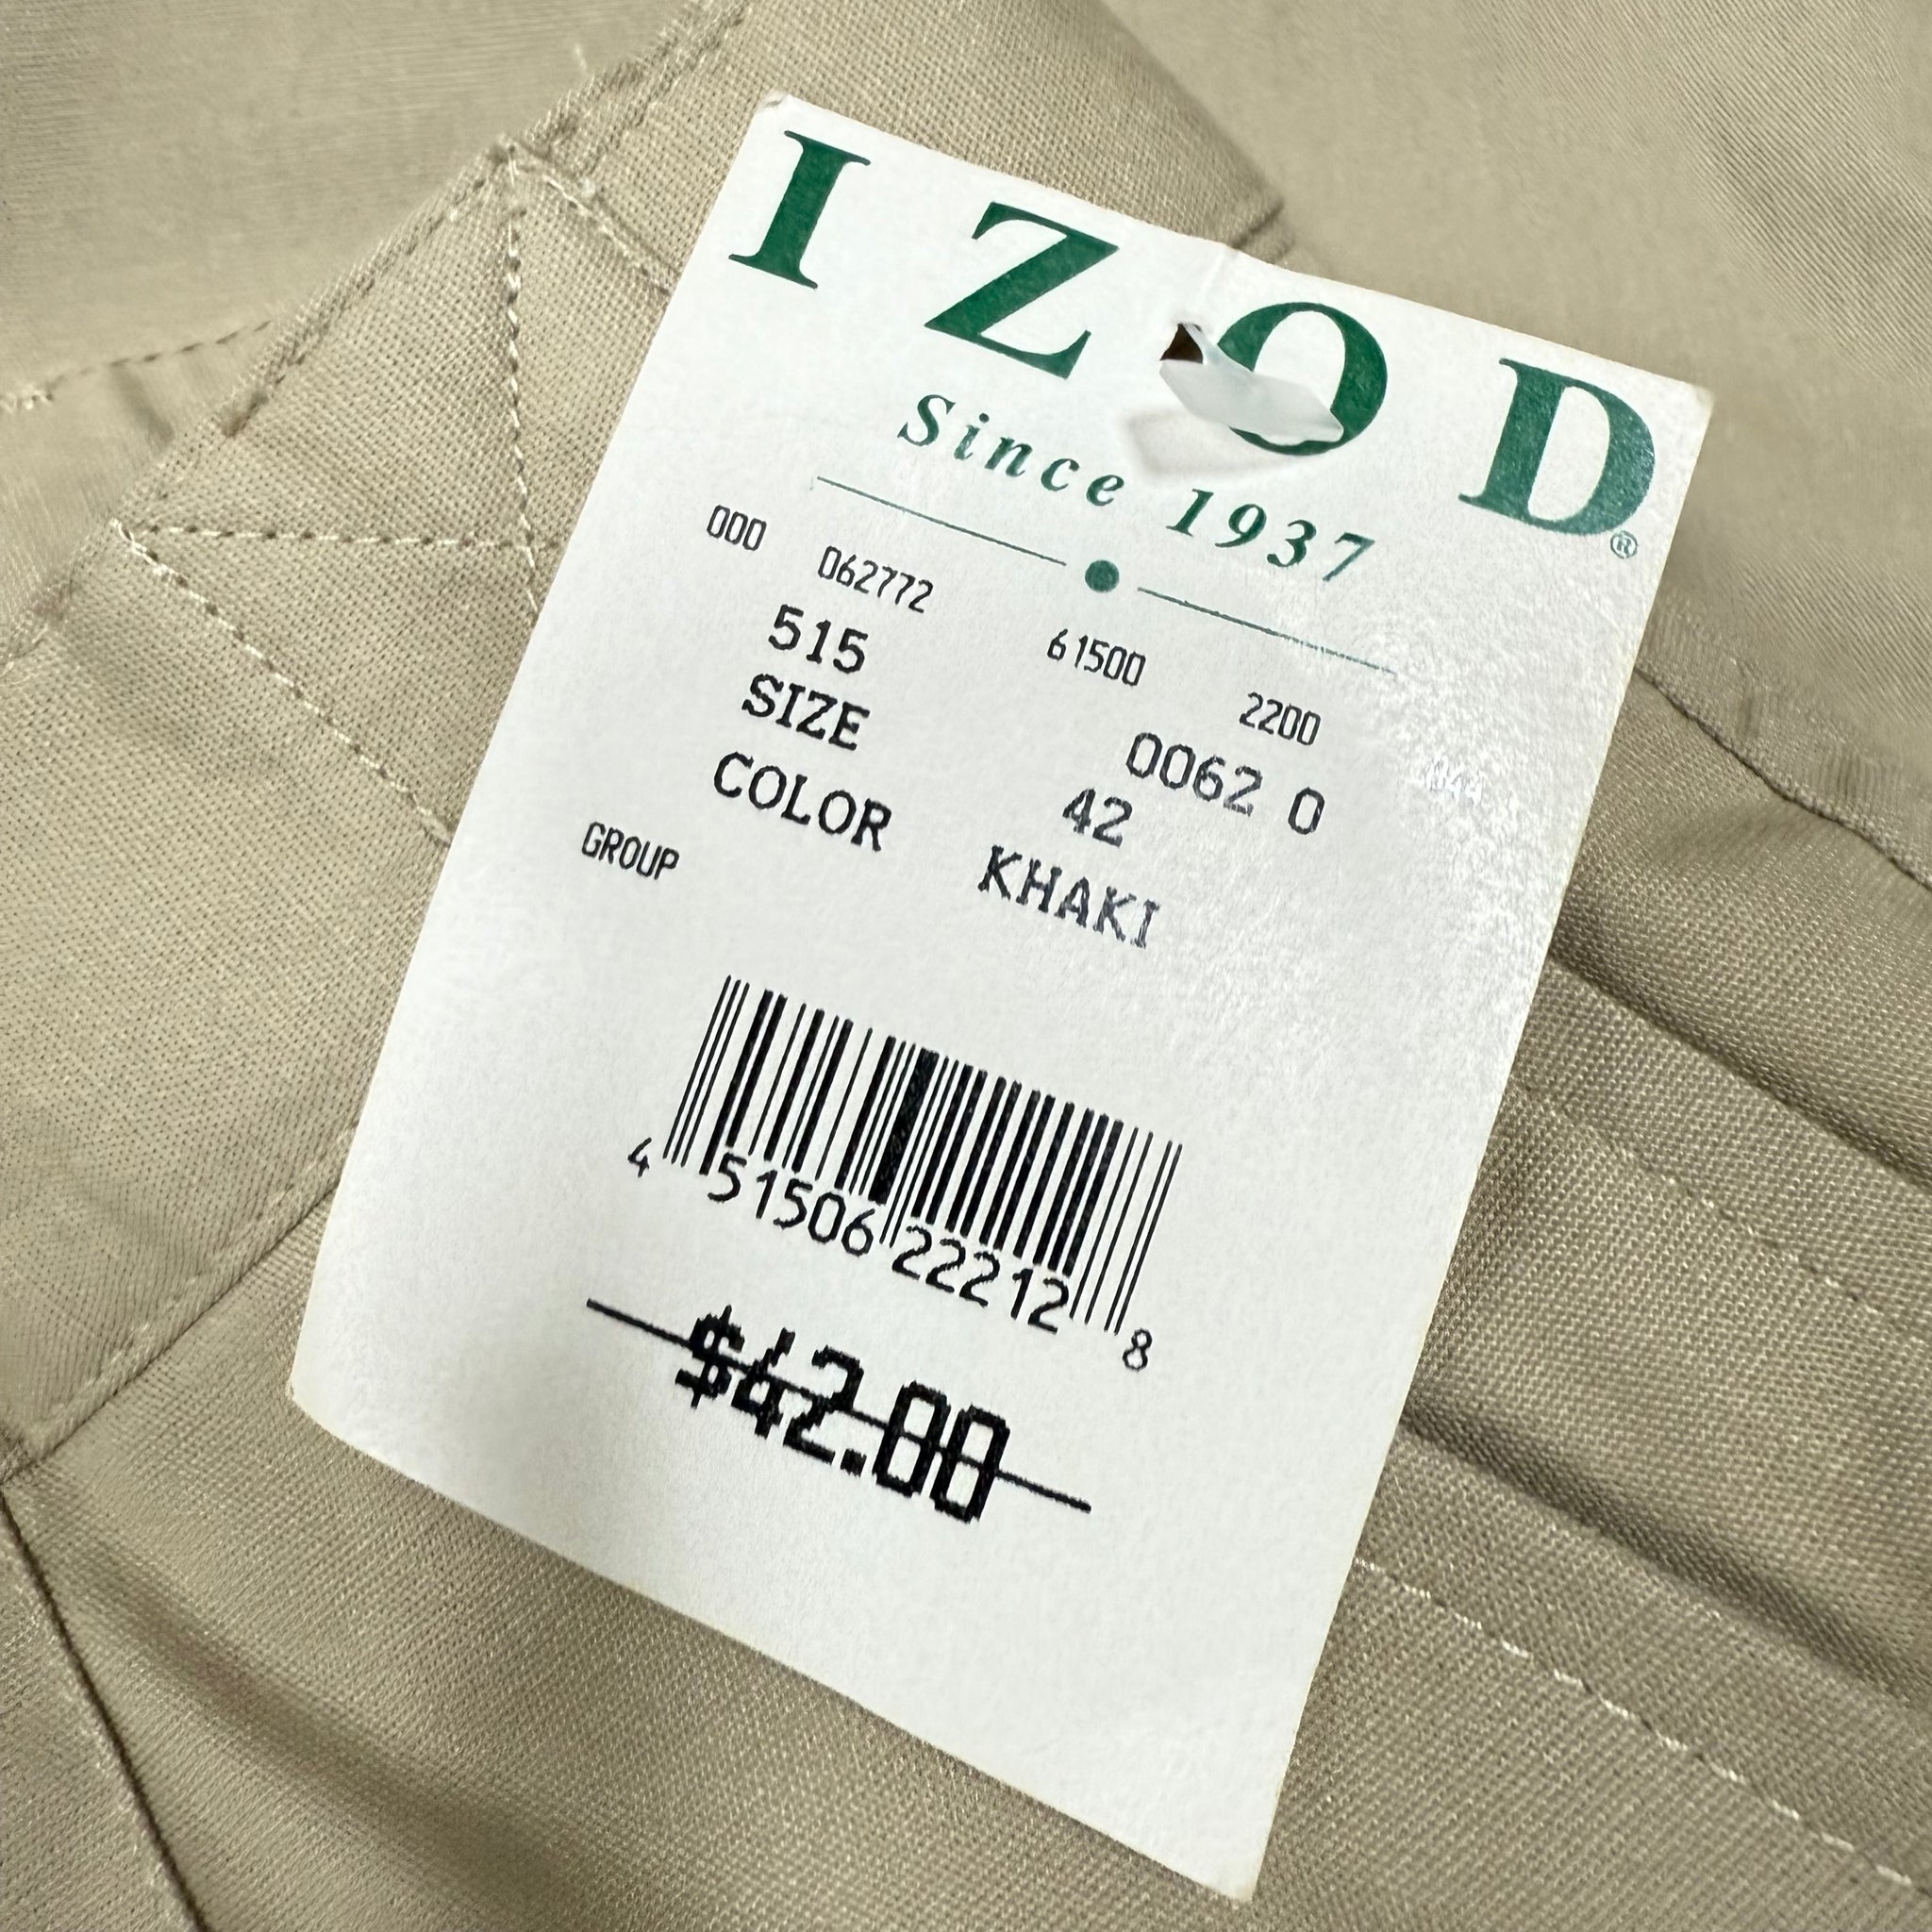 IZOD®
Since 1937
000 062772 61500 2200
515 0062 0
SIZE 42
COLOR KHAKI
GROUP
4 51506 22212 8
$42.00